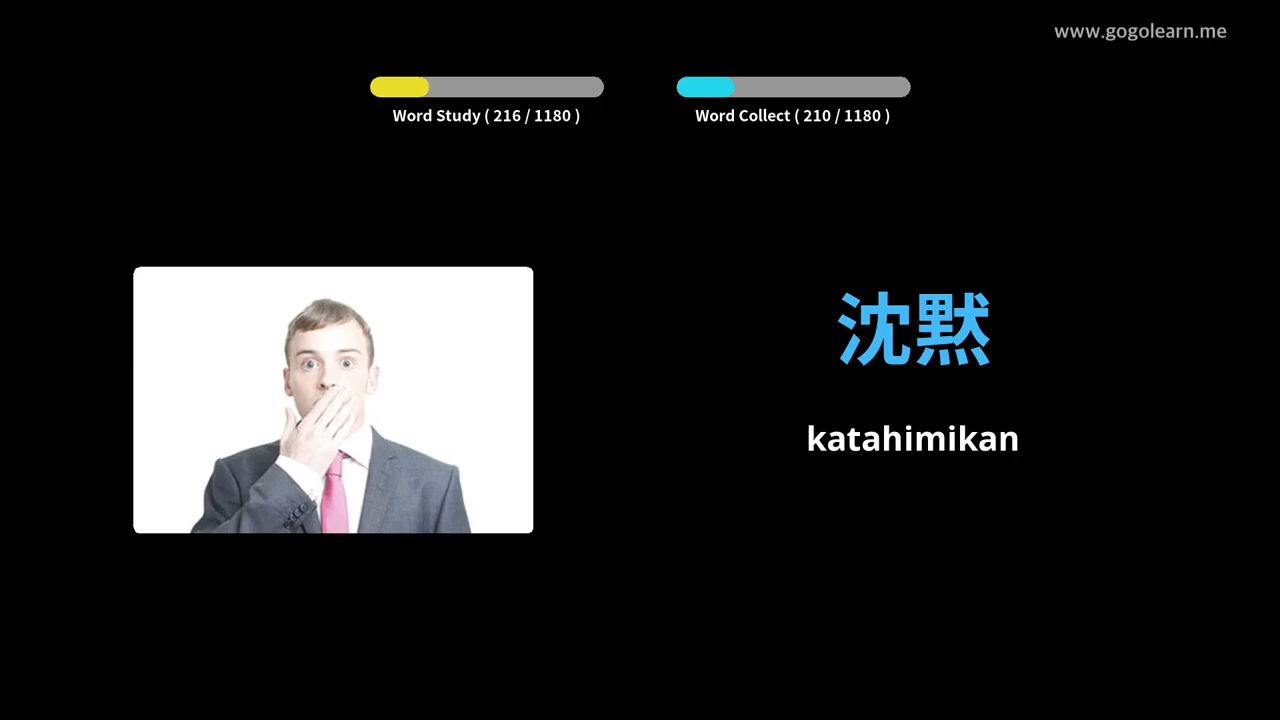 www.gogolearn.me
Word Study ( 216 / 1180 )
Word Collect ( 210 / 1180 )
沈黙
katahimikan